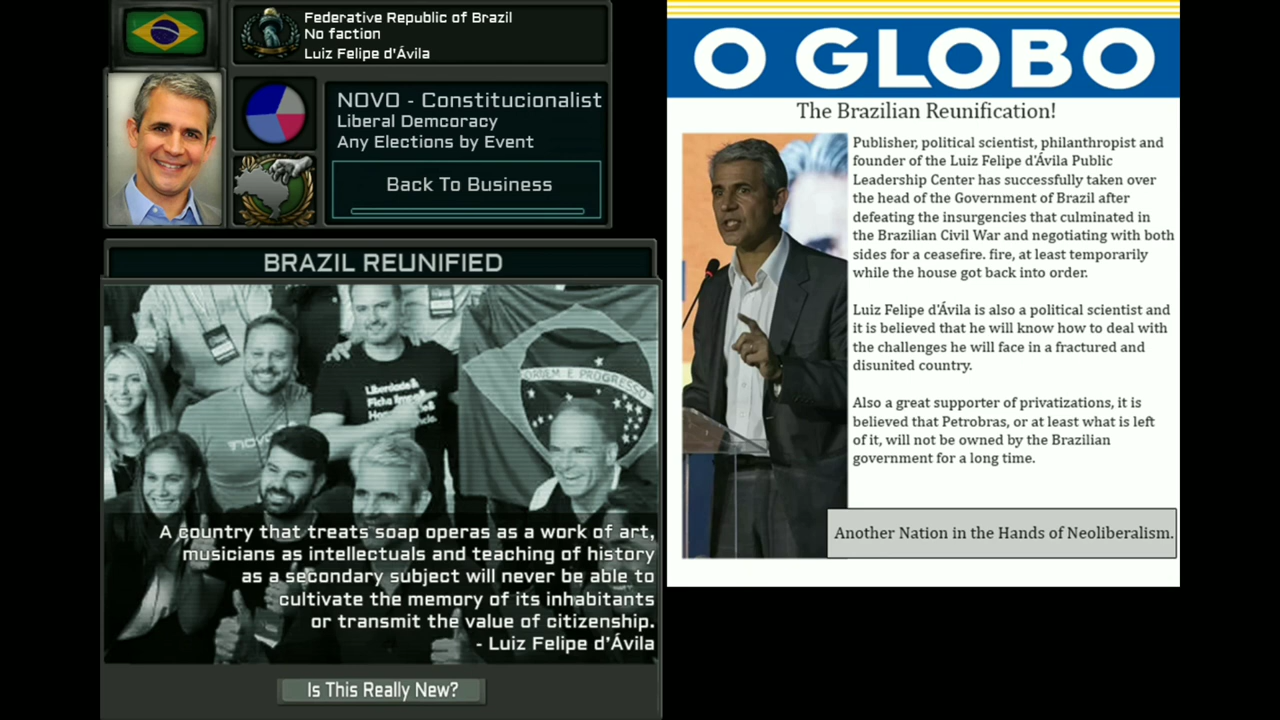 Federative Republic of Brazil
No faction
Luiz Felipe d'Ávila
NOVO - Constitucionalist
Liberal Demcoracy
Any Elections by Event
Back To Business
BRAZIL REUNIFIED
ORDEM E PROGRESSO
Liberdade &
novo
A country that treats soap operas as a work of art,
musicians as intellectuals and teaching of history
as a secondary subject will never be able to
cultivate the memory of its inhabitants
or transmit the value of citizenship.
- Luiz Felipe d'Ávila
Is This Really New?
O GLOBO
The Brazilian Reunification!
Publisher, political scientist, philanthropist and
founder of the Luiz Felipe d'Ávila Public
Leadership Center has successfully taken over
the head of the Government of Brazil after
defeating the insurgencies that culminated in
the Brazilian Civil War and negotiating with both
sides for a ceasefire. fire, at least temporarily
while the house got back into order.
Luiz Felipe d'Ávila is also a political scientist and
it is believed that he will know how to deal with
the challenges he will face in a fractured and
disunited country.
Also a great supporter of privatizations, it is
believed that Petrobras, or at least what is left
of it, will not be owned by the Brazilian
government for a long time.
Another Nation in the Hands of Neoliberalism.